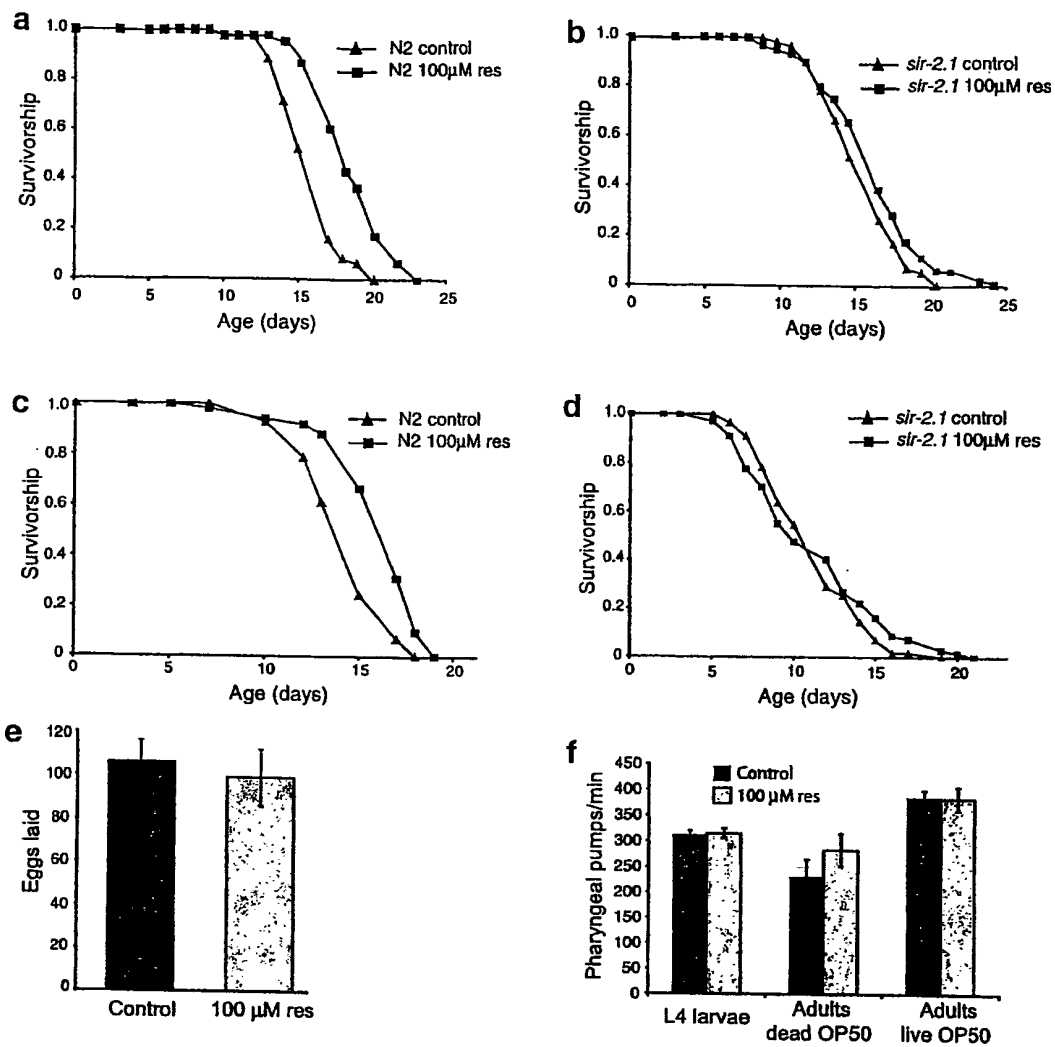 a
1.0
0.8
0.6
0.4
0.2
0
Survivorship
N2 control
N2 100µM res
0 5 10 15 20 25
Age (days)
b
1.0
0.8
0.6
0.4
0.2
0
Survivorship
sir-2.1 control
sir-2.1 100µM res
0 5 10 15 20 25
Age (days)
c
1.0
0.8
0.6
0.4
0.2
0
Survivorship
N2 control
N2 100µM res
0 5 10 15 20
Age (days)
d
1.0
0.8
0.6
0.4
0.2
0
Survivorship
sir-2.1 control
sir-2.1 100µM res
0 5 10 15 20
Age (days)
e
120
100
80
60
40
20
0
Eggs laid
Control 100 µM res
f
450
400
350
300
250
200
150
100
50
0
Pharyngeal pumps/min
Control
100 µM res
L4 larvae
Adults
dead OP50
Adults
live OP50